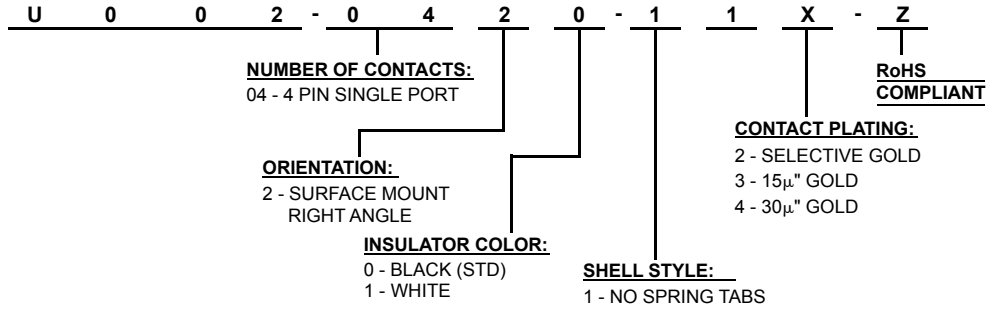 U 0 0 2 - 0 4 2 0 - 1 1 X - Z
NUMBER OF CONTACTS:
04 - 4 PIN SINGLE PORT
RoHS
COMPLIANT
CONTACT PLATING:
2 - SELECTIVE GOLD
3 - 15μ" GOLD
4 - 30μ" GOLD
ORIENTATION:
2 - SURFACE MOUNT
RIGHT ANGLE
INSULATOR COLOR:
0 - BLACK (STD)
1 - WHITE
SHELL STYLE:
1 - NO SPRING TABS